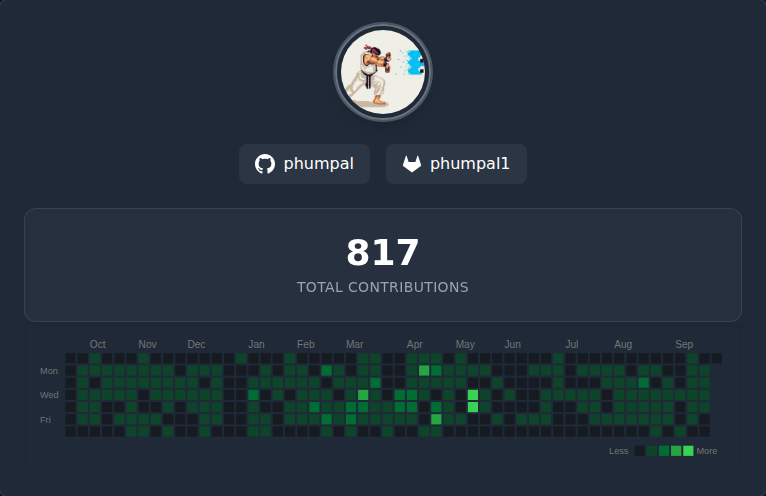 phumpal phumpal1
817
TOTAL CONTRIBUTIONS
Oct Nov Dec Jan Feb Mar Apr May Jun Jul Aug Sep
Mon
Wed
Fri
Less More